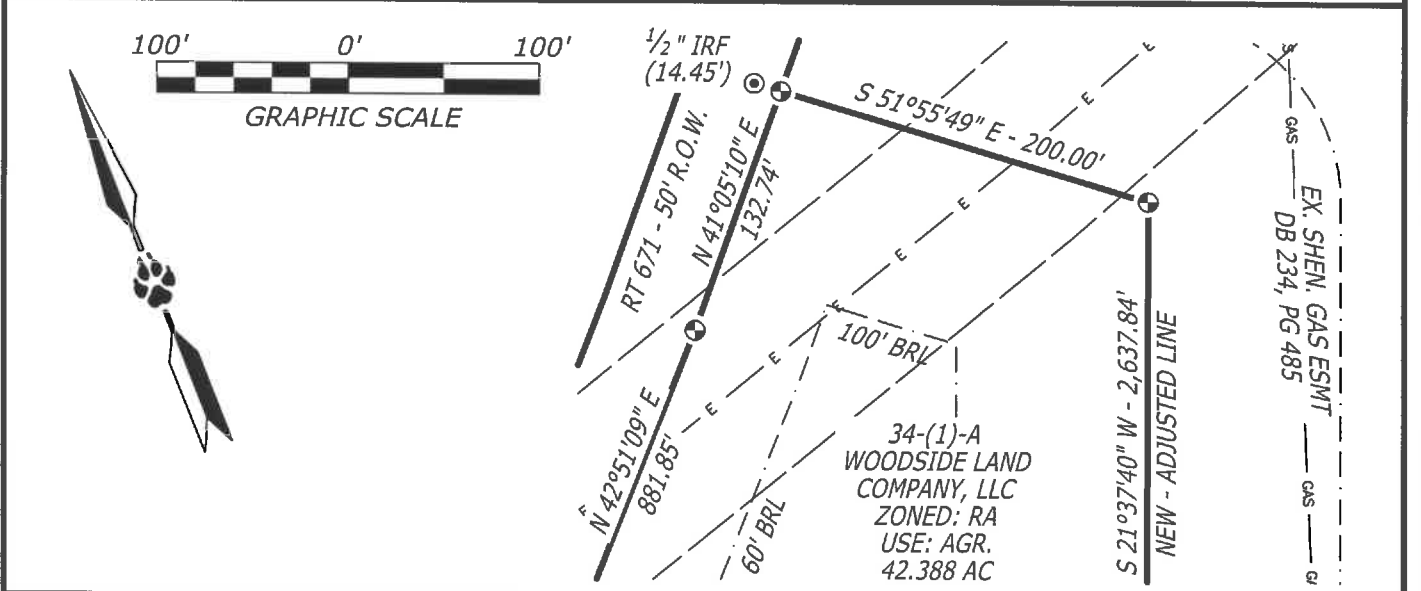 100' 0' 100'
GRAPHIC SCALE
1/2" IRF
(14.45')
RT 671 - 50' R.O.W.
N 41°05'10" E
132.74'
S 51°55'49" E - 200.00'
E
E
E
E
E
E
E
N 42°51'09" E
881.85'
100' BRL
60' BRL
34-(1)-A
WOODSIDE LAND
COMPANY, LLC
ZONED: RA
USE: AGR.
42.388 AC
S 21°37'40" W - 2,637.84'
NEW - ADJUSTED LINE
GAS
EX. SHEN. GAS ESMT
DB 234, PG 485
GAS